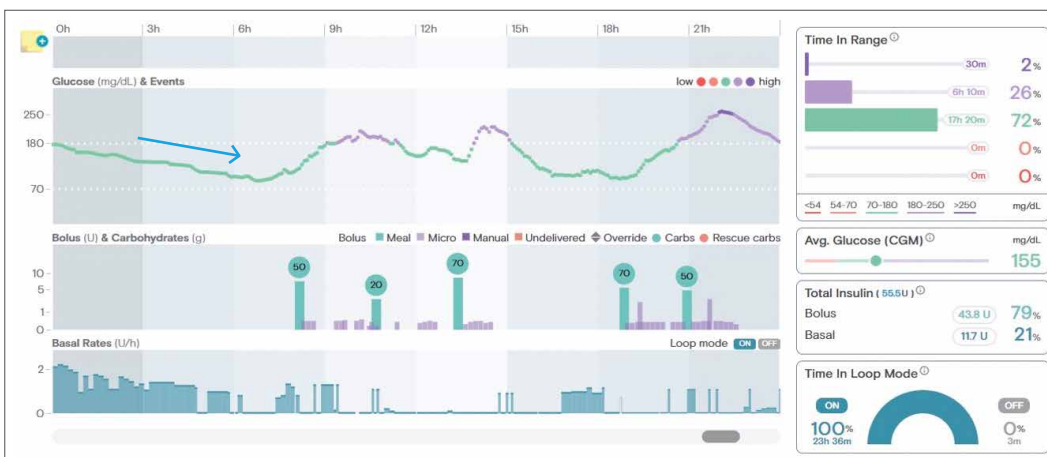 0h 3h 6h 9h 12h 15h 18h 21h
Glucose (mg/dL) & Events low high
250
180
70
Bolus (U) & Carbohydrates (g) Bolus Meal Micro Manual Undelivered Override Carbs Rescue carbs
50 20 70 70 50
10
5
1
0
Basal Rates (U/h) Loop mode ON OFF
2
0
Time In Range
30m 2%
6h 10m 26%
17h 20m 72%
0m 0%
0m 0%
<54 54-70 70-180 180-250 >250 mg/dL
Avg. Glucose (CGM) mg/dL
155
Total Insulin ( 55.5U )
Bolus 43.8 U 79%
Basal 11.7 U 21%
Time In Loop Mode
ON OFF
100% 0%
23h 36m 3m